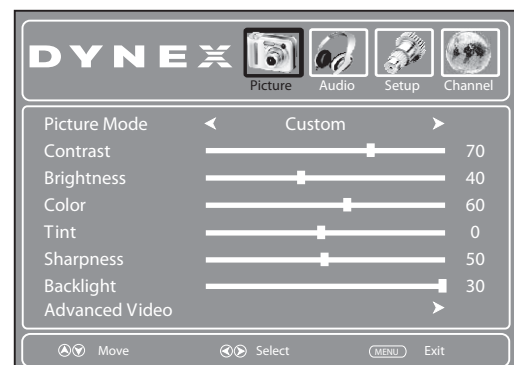 DYNEX
Picture Audio Setup Channel
Picture Mode Custom
Contrast 70
Brightness 40
Color 60
Tint 0
Sharpness 50
Backlight 30
Advanced Video
Move Select MENU Exit